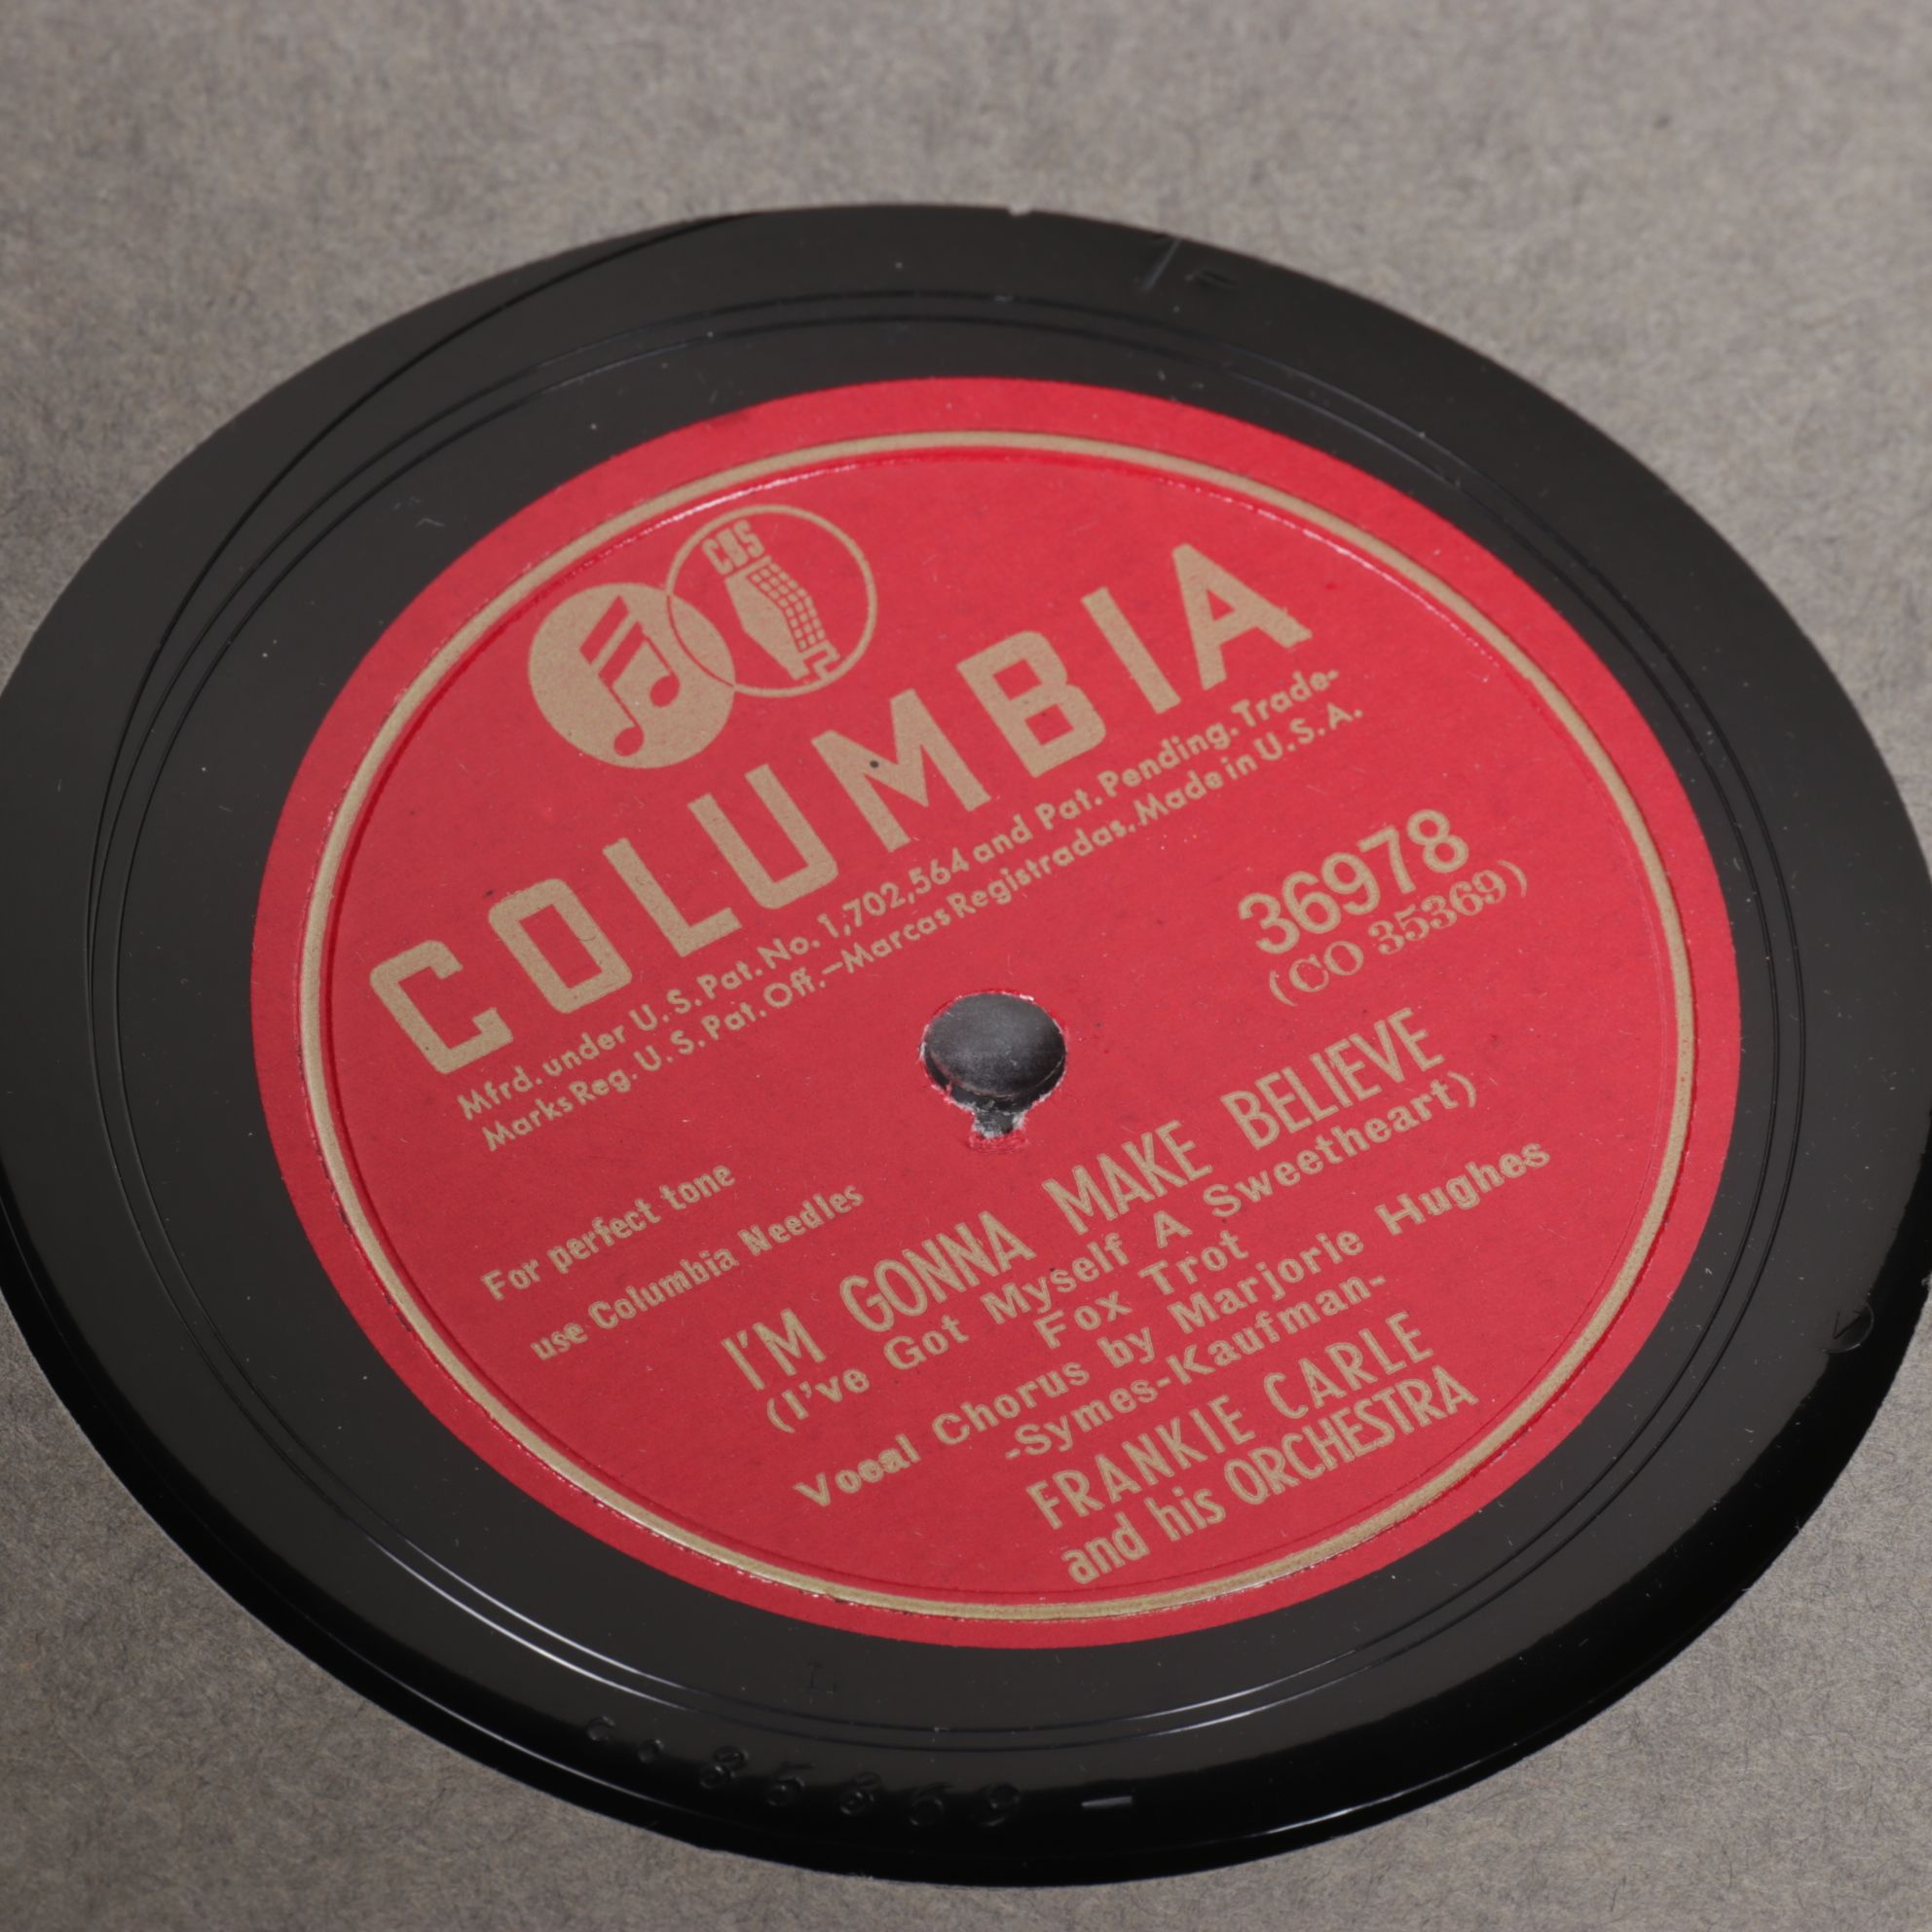 CBS
COLUMBIA
Mfrd. under U. S. Pat. No. 1,702,564 and Pat. Pending. Trade-
Marks Reg. U. S. Pat. Off. — Marcas Registradas. Made in U. S. A.
36978
(CO 35369)
For perfect tone
use Columbia Needles
I'M GONNA MAKE BELIEVE
(I've Got Myself A Sweetheart)
Fox Trot
Vocal Chorus by Marjorie Hughes
-Symes-Kaufman-
FRANKIE CARLE
and his ORCHESTRA
L